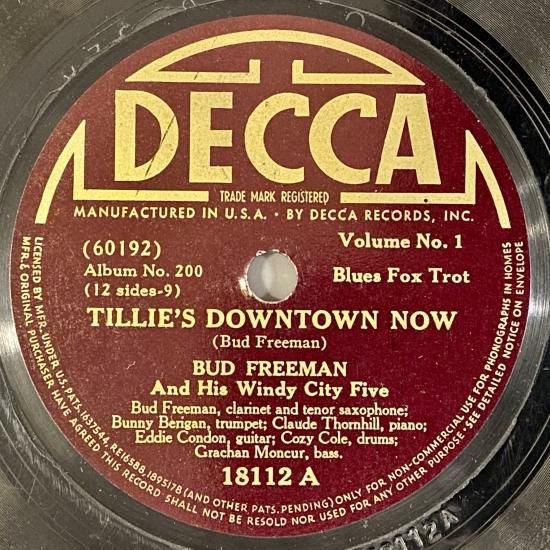 DECCA
TRADE MARK REGISTERED
MANUFACTURED IN U.S.A. · BY DECCA RECORDS, INC.
(60192)
Volume No. 1
Album No. 200
Blues Fox Trot
(12 sides-9)
TILLIE'S DOWNTOWN NOW
(Bud Freeman)
BUD FREEMAN
And His Windy City Five
Bud Freeman, clarinet and tenor saxophone;
Bunny Berigan, trumpet; Claude Thornhill, piano;
Eddie Condon, guitar; Cozy Cole, drums;
Grachan Moncur, bass.
18112 A
LICENSED BY MFR. UNDER U.S. PATS. 1637544, RE16588, 1895178 (AND OTHER PATS. PENDING) ONLY FOR NON-COMMERCIAL USE FOR PHONOGRAPHS IN HOMES
MFR. & ORIGINAL PURCHASER HAVE AGREED THIS RECORD SHALL NOT BE RESOLD NOR USED FOR ANY OTHER PURPOSE - SEE DETAILED NOTICE ON ENVELOPE
8112A